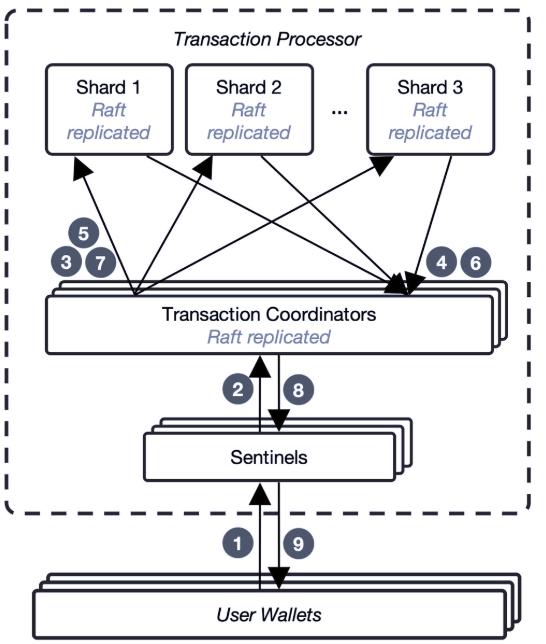 Transaction Processor
Shard 1
Raft
replicated
Shard 2
Raft
replicated
...
Shard 3
Raft
replicated
5
3 7
4 6
Transaction Coordinators
Raft replicated
2
8
Sentinels
1
9
User Wallets